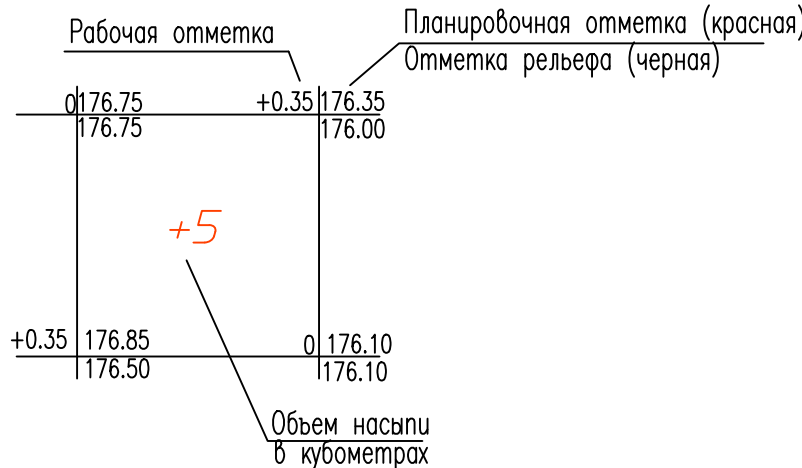 Рабочая отметка
Планировочная отметка (красная)
Отметка рельефа (черная)
0 176.75
176.75
+0.35 176.35
176.00
+5
+0.35 176.85
176.50
0 176.10
176.10
Объем насыпи
в кубометрах